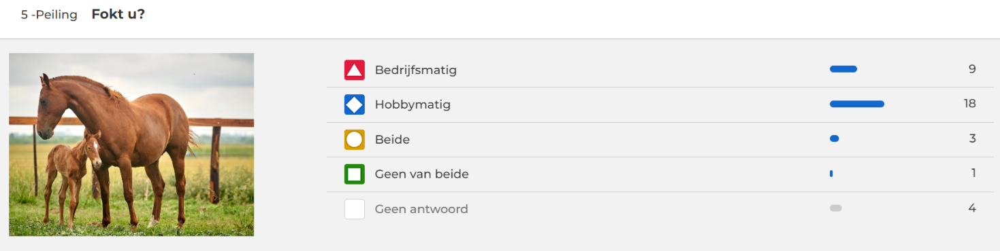 5 -Peiling Fokt u?
Bedrijfsmatig 9
Hobbymatig 18
Beide 3
Geen van beide 1
Geen antwoord 4